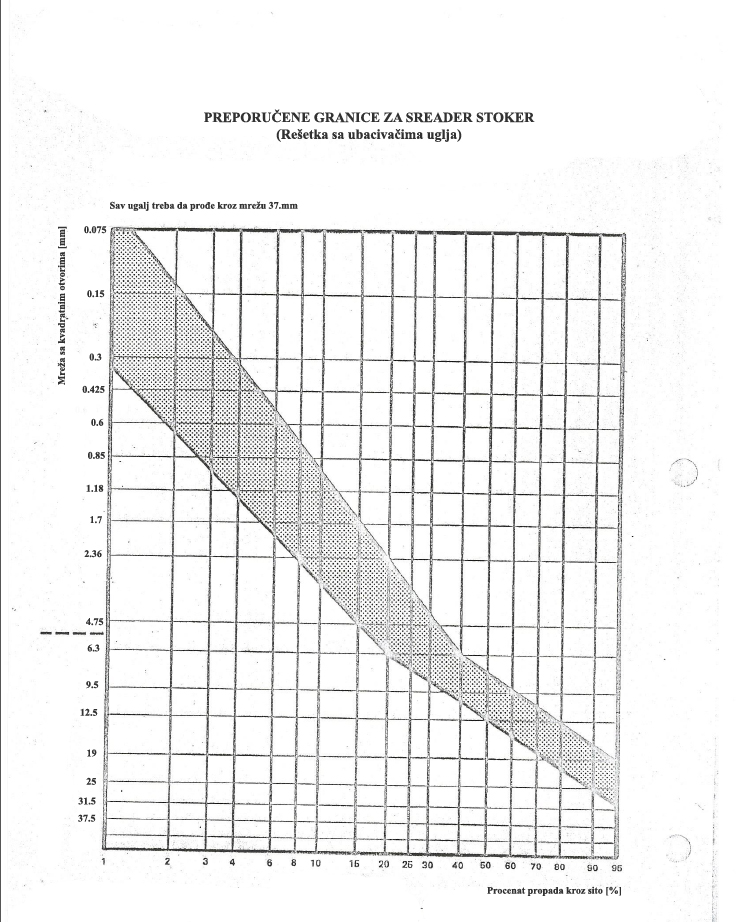 PREPORUČENE GRANICE ZA SREADER STOKER
(Rešetka sa ubacivačima uglja)
Sav ugalj treba da prođe kroz mrežu 37.mm
Mreža sa kvadratnim otvorima [mm]
0.075
0.15
0.3
0.425
0.6
0.85
1.18
1.7
2.36
4.75
6.3
9.5
12.5
19
25
31.5
37.5
1 2 3 4 6 8 10 15 20 25 30 40 50 60 70 80 90 95
Procenat propada kroz sito [%]